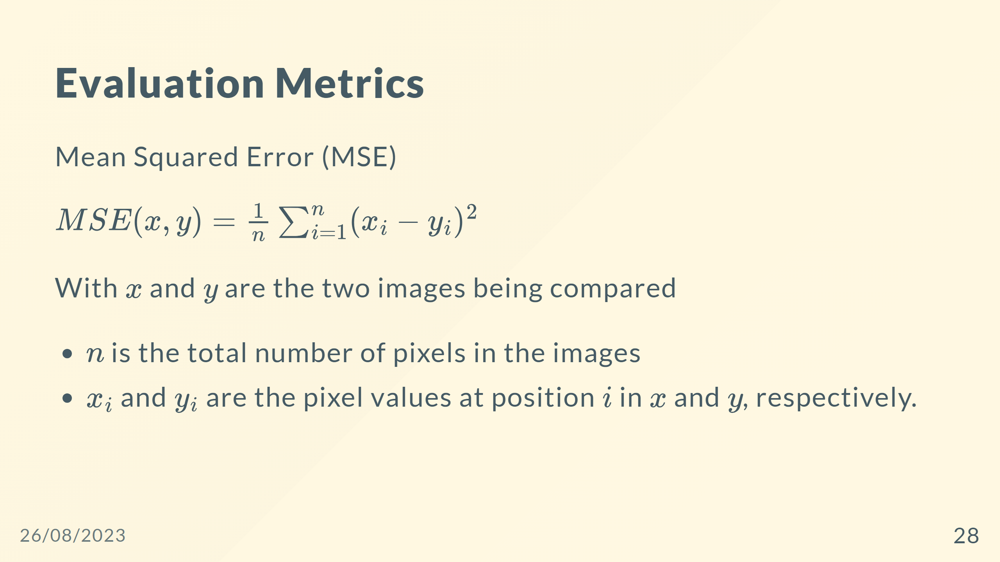 Evaluation Metrics
Mean Squared Error (MSE)
$MSE(x, y) = \frac{1}{n} \sum_{i=1}^{n} (x_i - y_i)^2$
With $x$ and $y$ are the two images being compared
• $n$ is the total number of pixels in the images
• $x_i$ and $y_i$ are the pixel values at position $i$ in $x$ and $y$, respectively.
26/08/2023
28